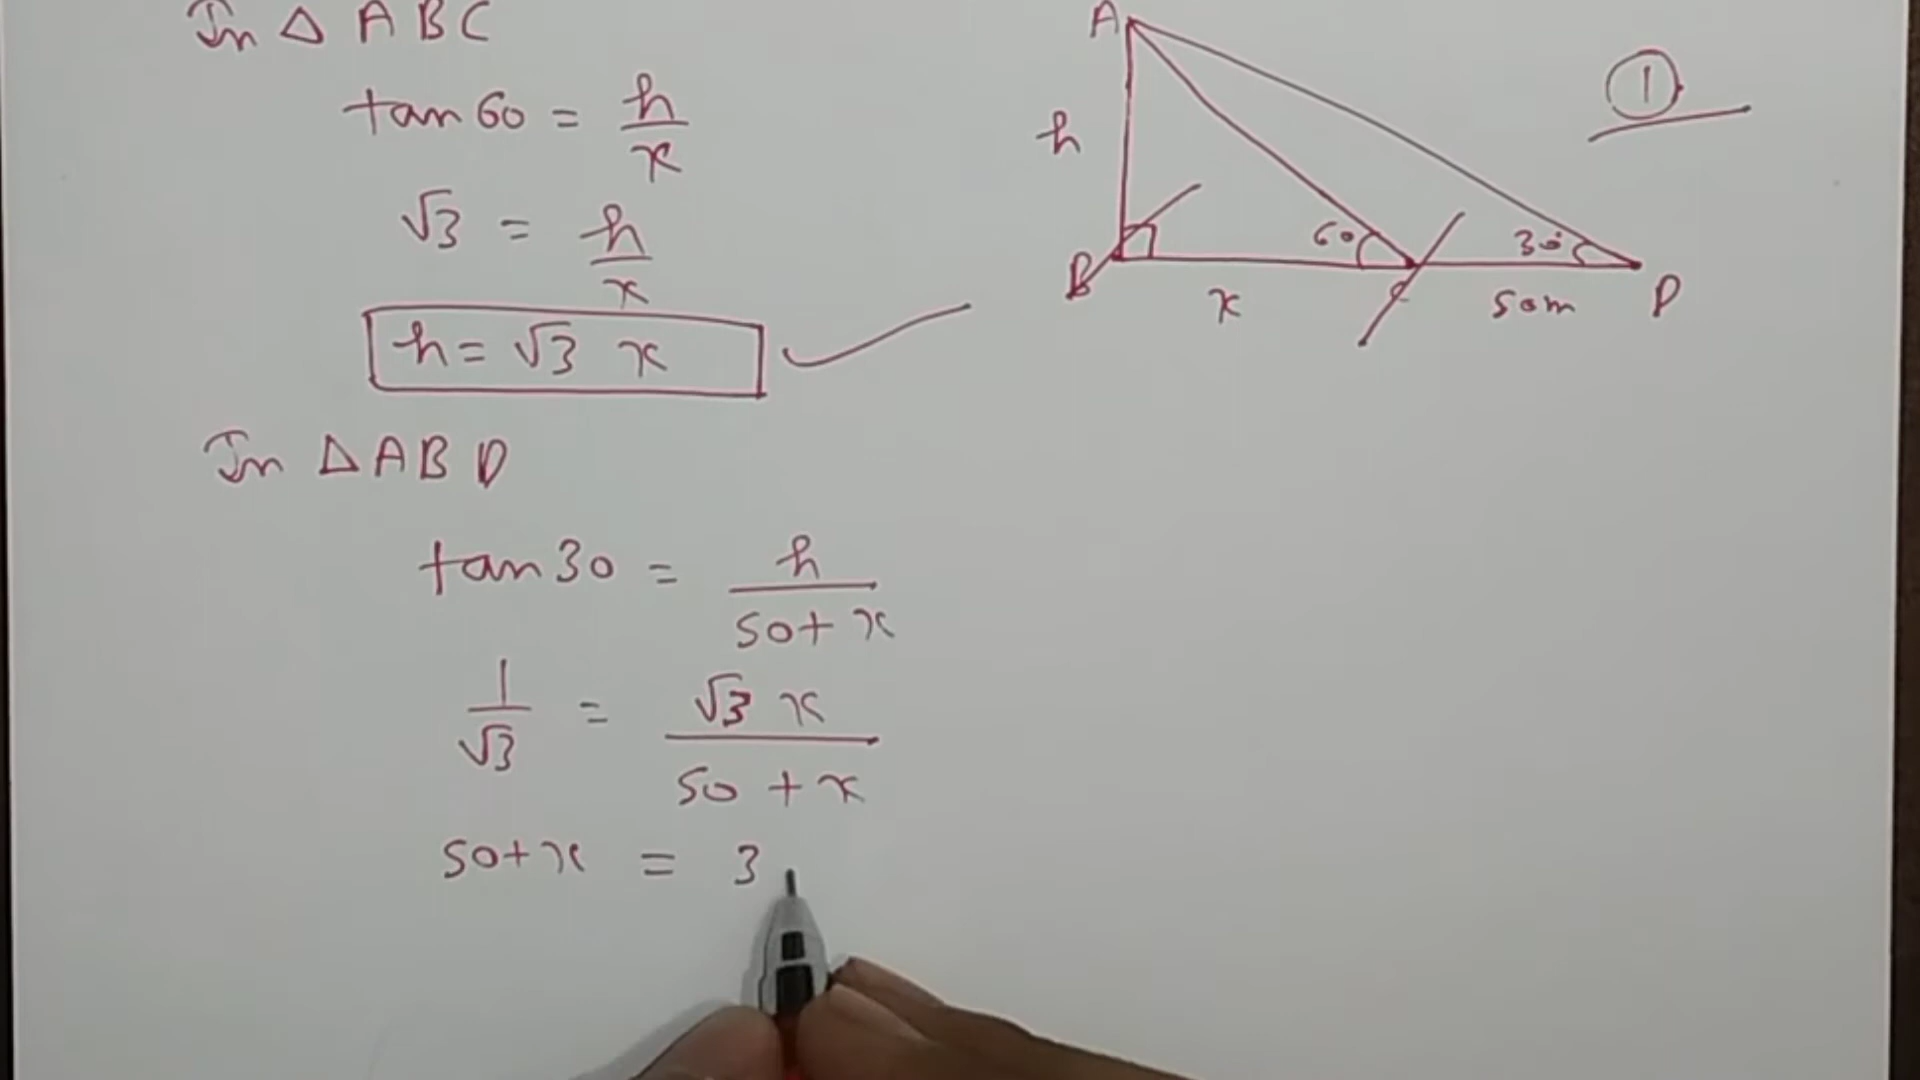 In △ ABC
tan 60 = h/x
√3 = h/x
h = √3 x
In △ABD
tan 30 = h/50+x
1/√3 = √3 x/50 + x
50+x = 3
A
h
B
x
60
C
30°
50m
D
1